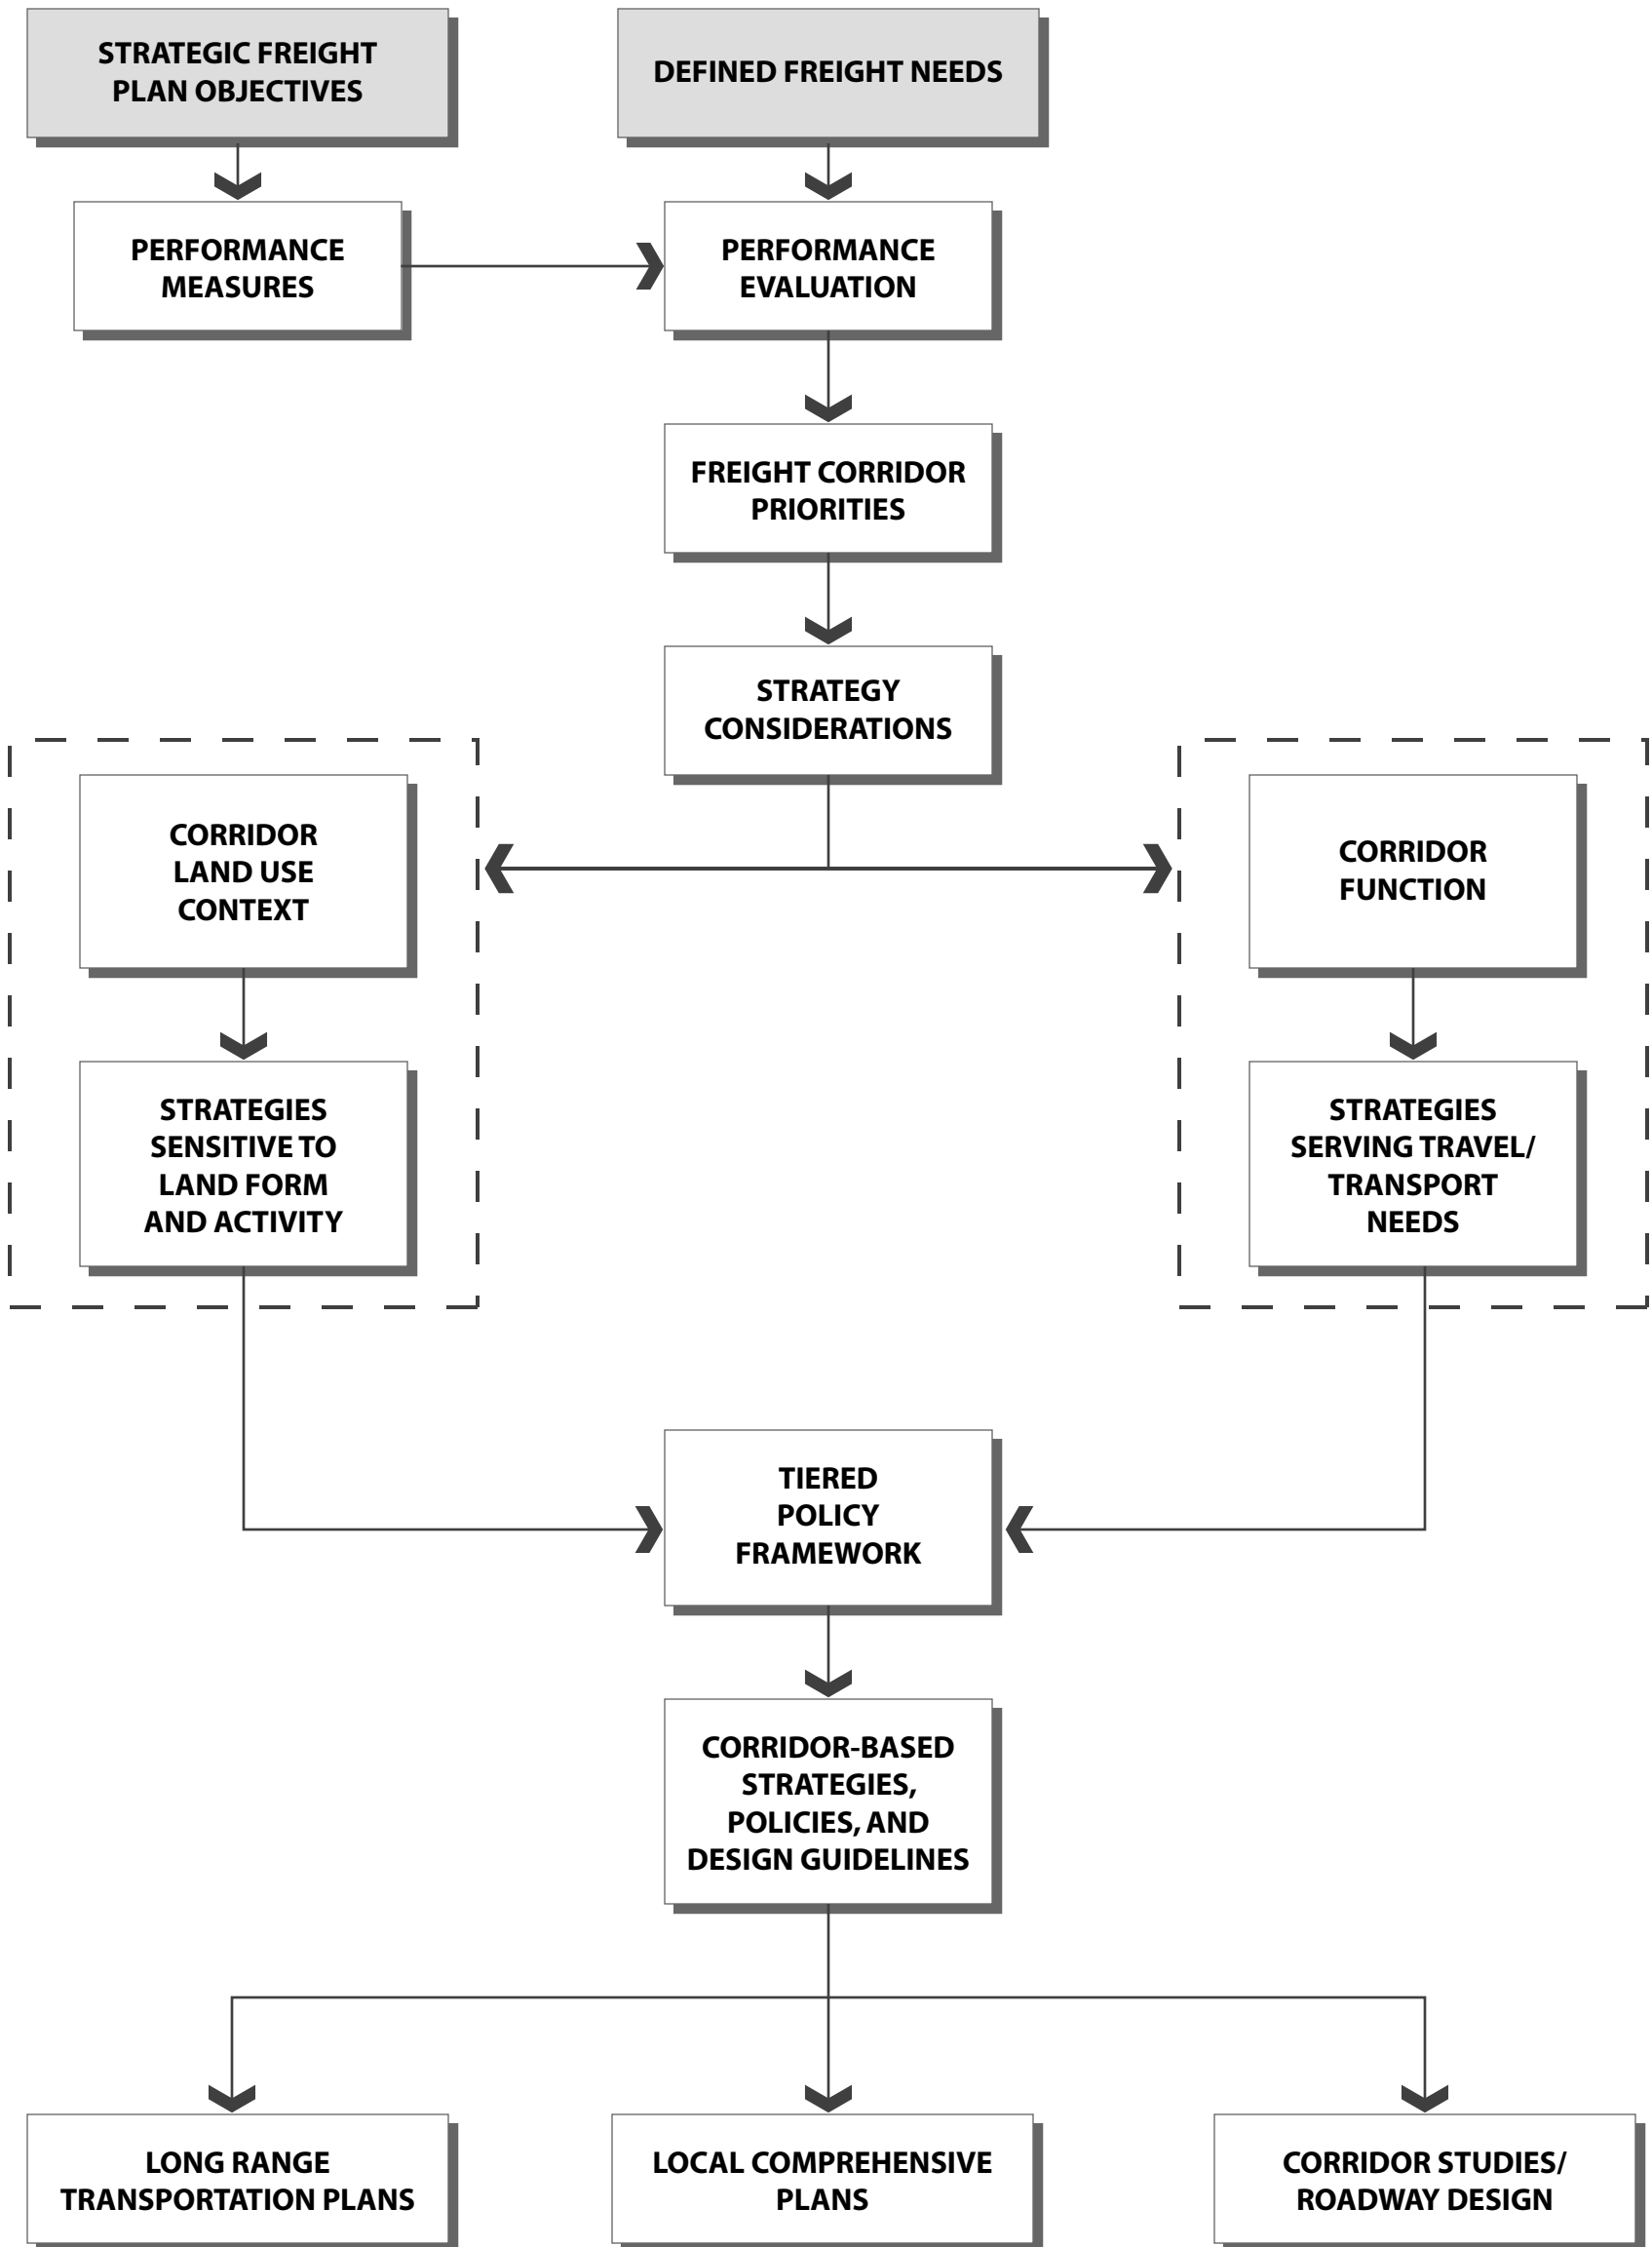 STRATEGIC FREIGHT
PLAN OBJECTIVES
DEFINED FREIGHT NEEDS
PERFORMANCE
MEASURES
PERFORMANCE
EVALUATION
FREIGHT CORRIDOR
PRIORITIES
STRATEGY
CONSIDERATIONS
CORRIDOR
LAND USE
CONTEXT
CORRIDOR
FUNCTION
STRATEGIES
SENSITIVE TO
LAND FORM
AND ACTIVITY
STRATEGIES
SERVING TRAVEL/
TRANSPORT
NEEDS
TIERED
POLICY
FRAMEWORK
CORRIDOR-BASED
STRATEGIES,
POLICIES, AND
DESIGN GUIDELINES
LONG RANGE
TRANSPORTATION PLANS
LOCAL COMPREHENSIVE
PLANS
CORRIDOR STUDIES/
ROADWAY DESIGN